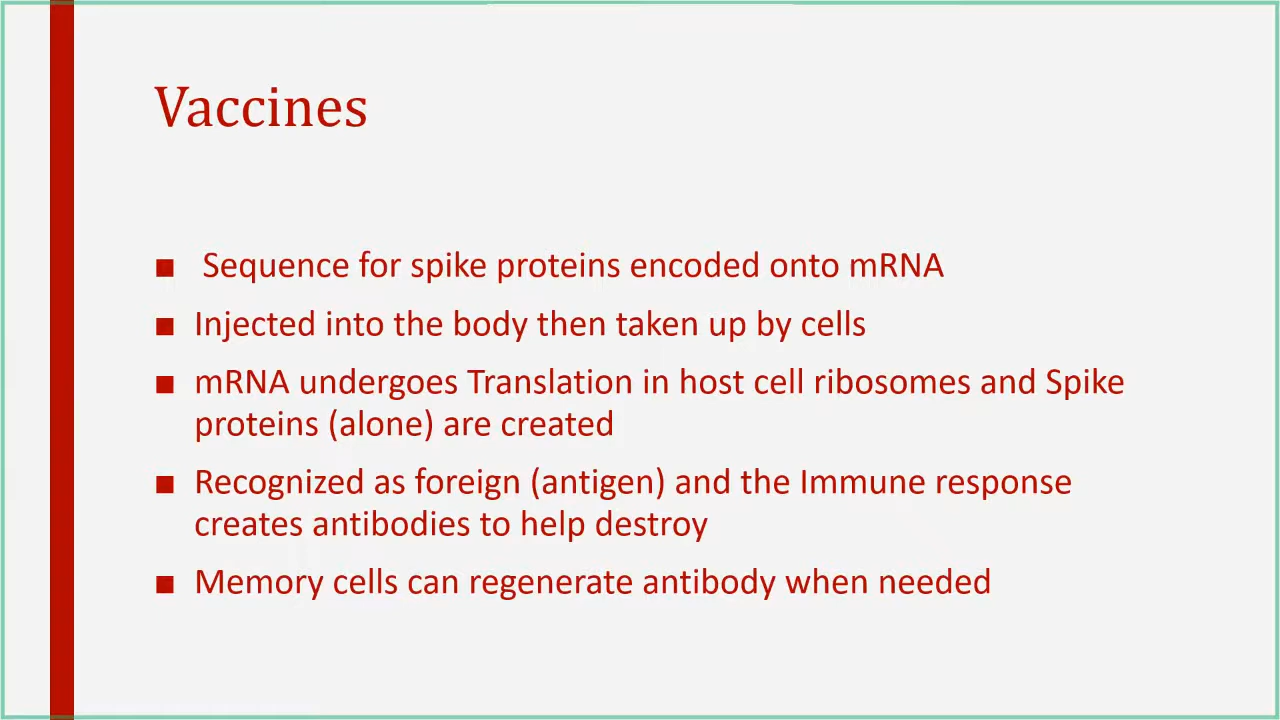 Vaccines
■ Sequence for spike proteins encoded onto mRNA
■ Injected into the body then taken up by cells
■ mRNA undergoes Translation in host cell ribosomes and Spike
proteins (alone) are created
■ Recognized as foreign (antigen) and the Immune response
creates antibodies to help destroy
■ Memory cells can regenerate antibody when needed